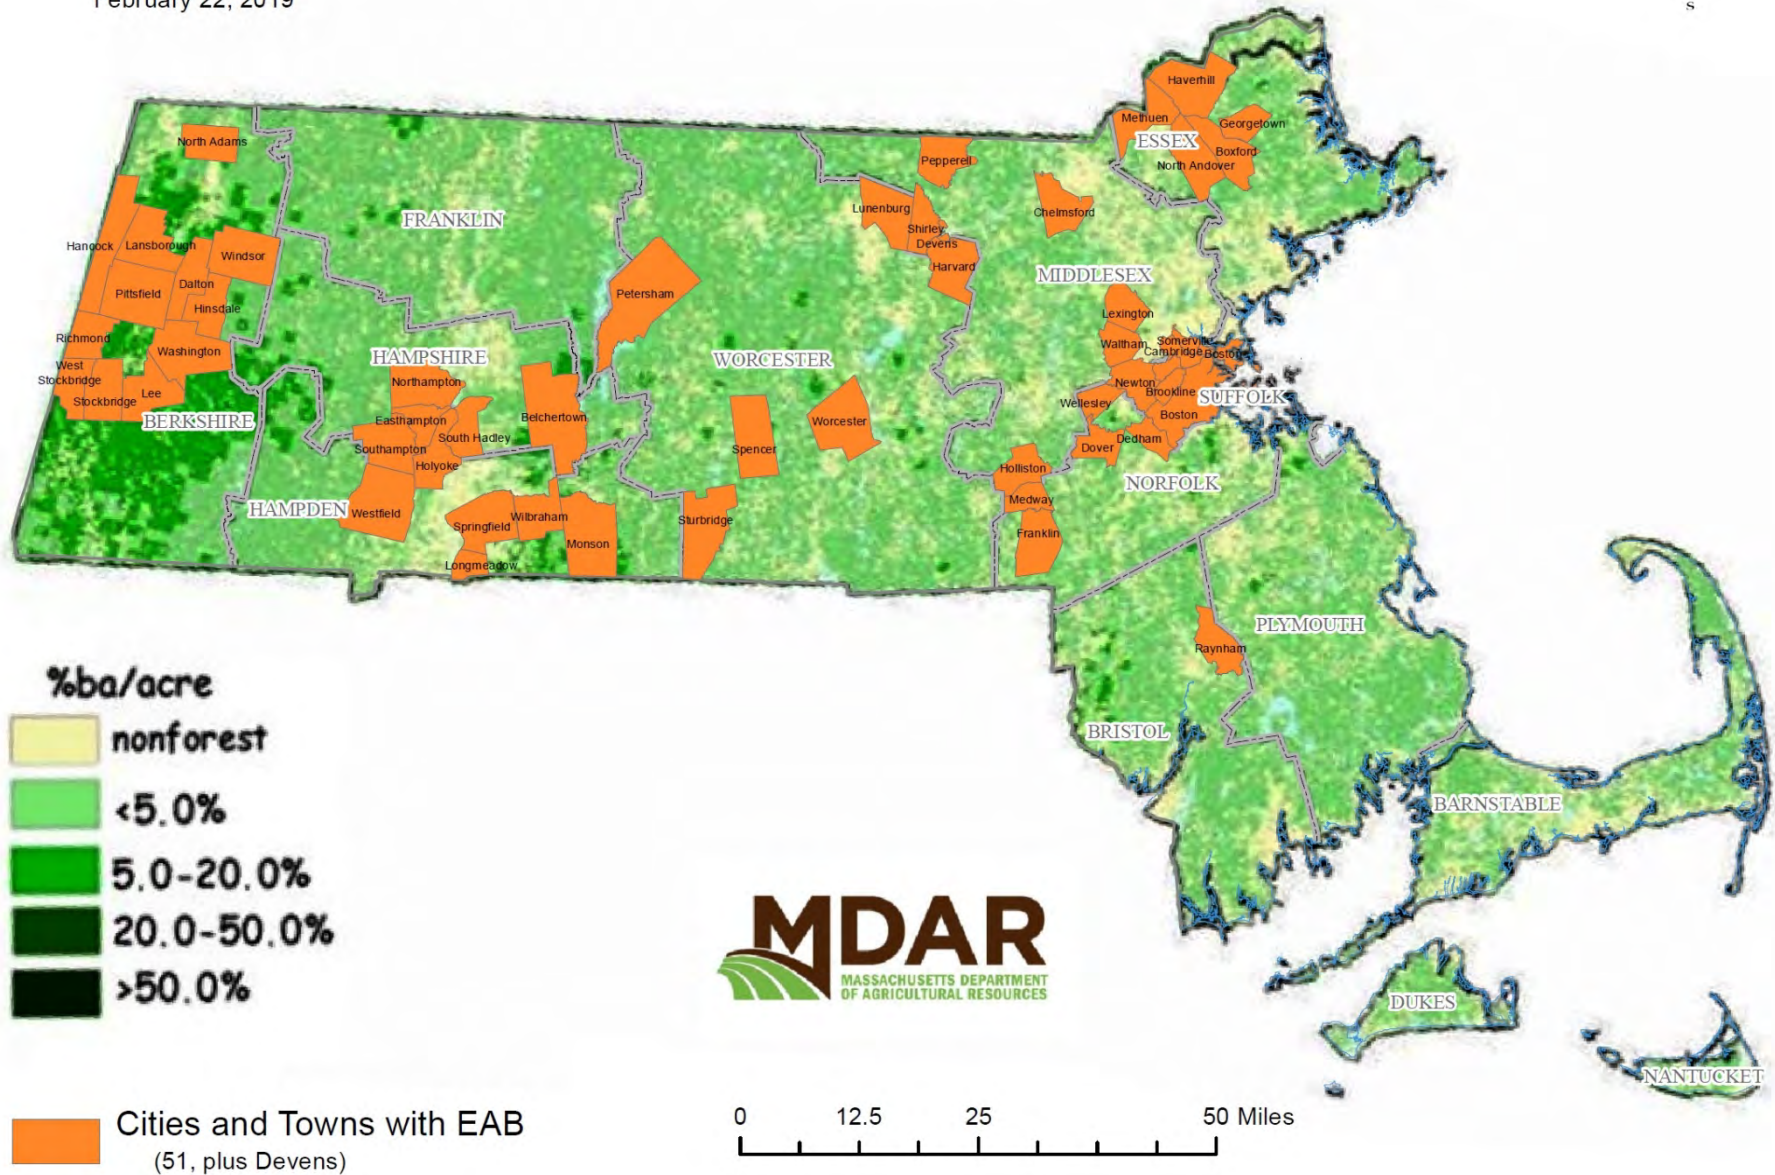 February 22, 2019
s
Haverhill
Methuen
Georgetown
ESSEX
Boxford
North Andover
North Adams
Pepperell
Lunenburg
Chelmsford
FRANKLIN
Shirley
Devens
Hancock
Lansborough
Windsor
Harvard
MIDDLESEX
Dalton
Pittsfield
Petersham
Hinsdale
Lexington
Richmond
Waltham
Somerville
Cambridge
Boston
Washington
HAMPSHIRE
WORCESTER
West
Stockbridge
Northampton
Newton
Brookline
SUFFOLK
Lee
Stockbridge
Wellesley
BERKSHIRE
Easthampton
Belchertown
Worcester
Boston
South Hadley
Dedham
Southampton
Spencer
Dover
Holyoke
Holliston
NORFOLK
HAMPDEN
Westfield
Medway
Springfield
Wilbraham
Sturbridge
Franklin
Monson
Longmeadow
PLYMOUTH
Raynham
BRISTOL
BARNSTABLE
DUKES
NANTUCKET
%ba/acre
nonforest
<5.0%
5.0-20.0%
20.0-50.0%
>50.0%
MDAR
MASSACHUSETTS DEPARTMENT
OF AGRICULTURAL RESOURCES
Cities and Towns with EAB
(51, plus Devens)
0 12.5 25 50 Miles